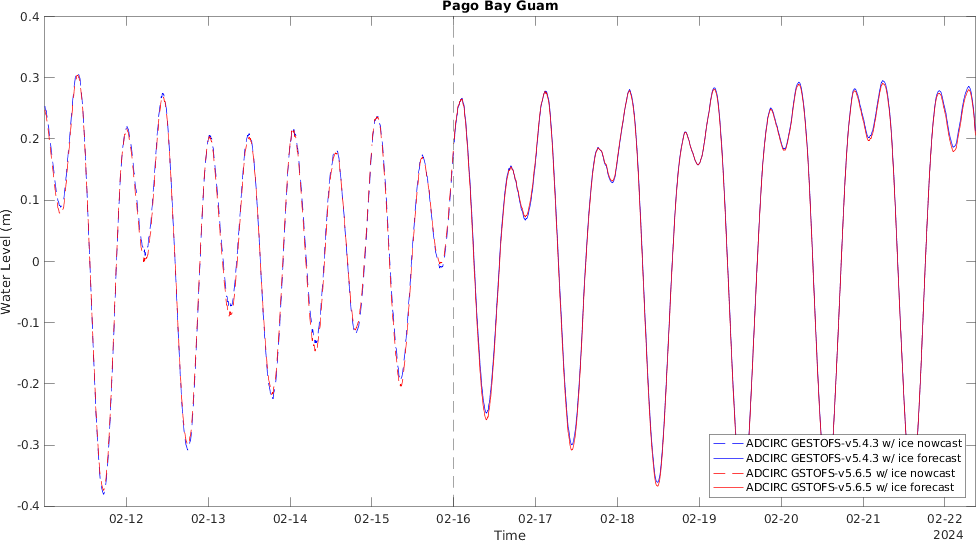 Pago Bay Guam
0.4
0.3
0.2
0.1
0
-0.1
-0.2
-0.3
-0.4
Water Level (m)
ADCIRC GESTOFS-v5.4.3 w/ ice nowcast
ADCIRC GESTOFS-v5.4.3 w/ ice forecast
ADCIRC GSTOFS-v5.6.5 w/ ice nowcast
ADCIRC GSTOFS-v5.6.5 w/ ice forecast
02-12 02-13 02-14 02-15 02-16 02-17 02-18 02-19 02-20 02-21 02-22
Time 2024